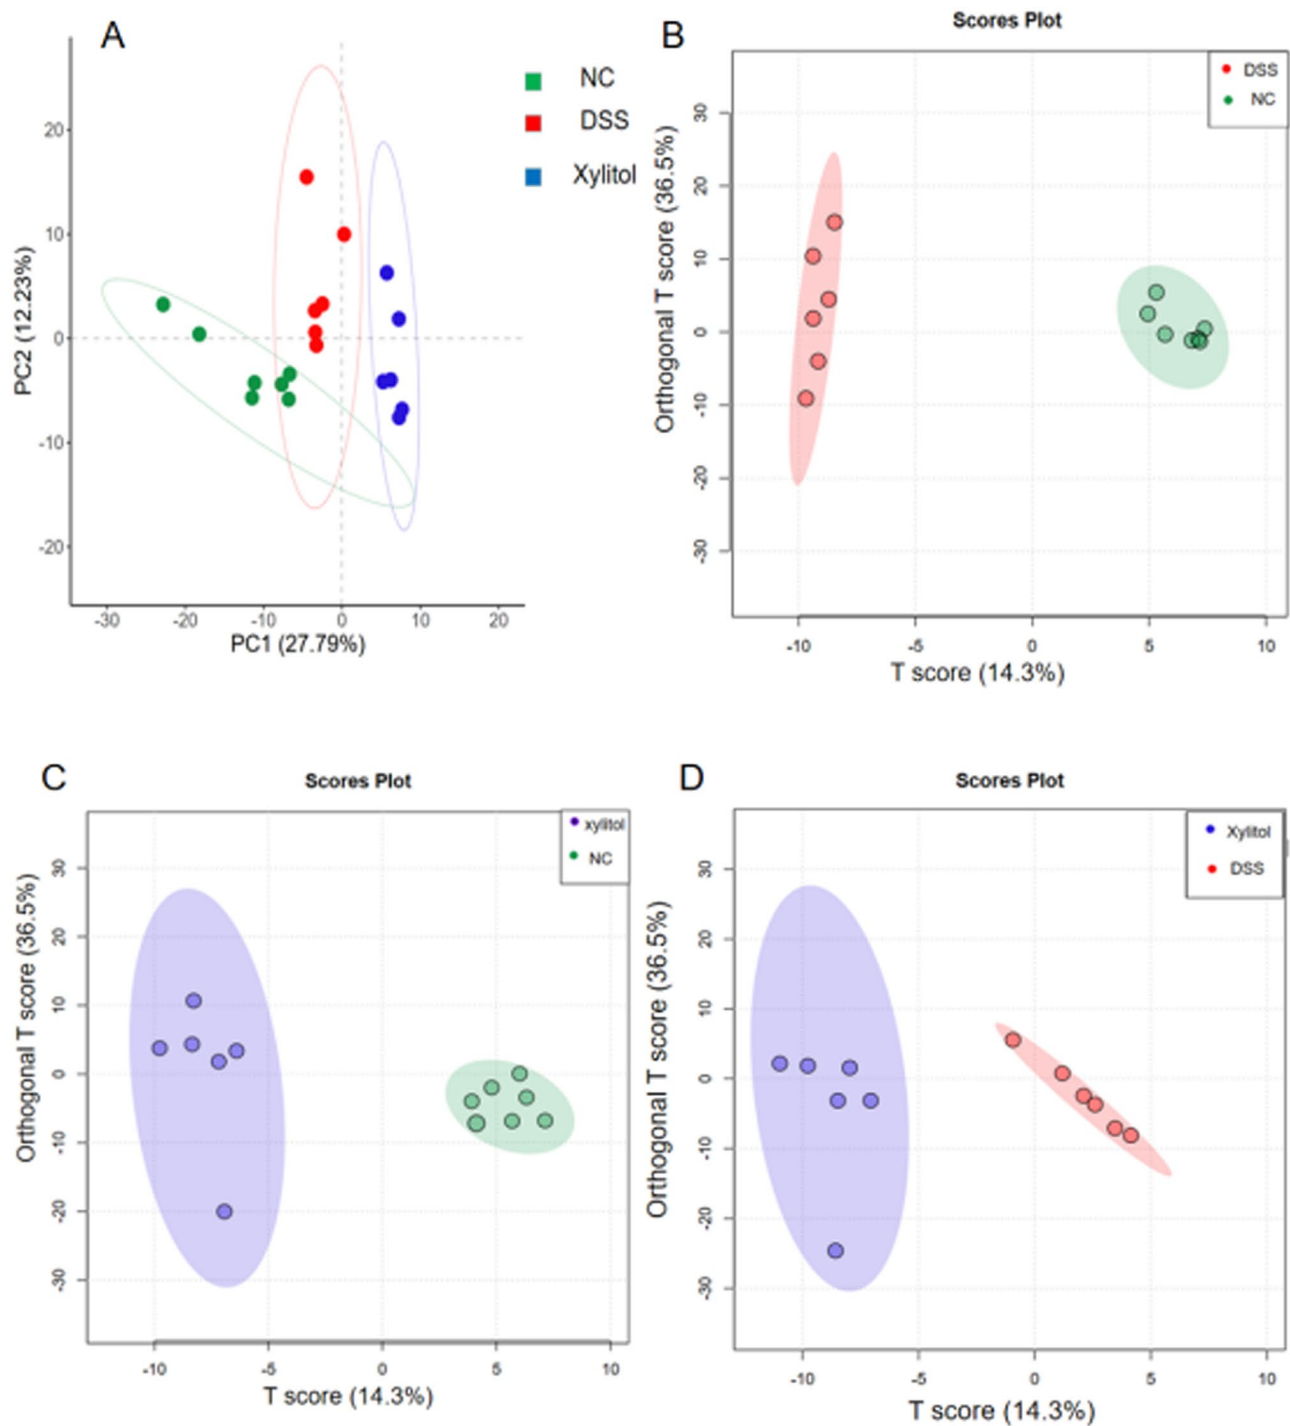 A
NC
DSS
Xylitol
20
10
0
-10
-20
PC2 (12.23%)
-30 -20 -10 0 10 20
PC1 (27.79%)
B
Scores Plot
DSS
NC
30
20
10
0
-10
-20
-30
Orthogonal T score (36.5%)
-10 -5 0 5 10
T score (14.3%)
C
Scores Plot
xylitol
NC
30
20
10
0
-10
-20
-30
Orthogonal T score (36.5%)
-10 -5 0 5 10
T score (14.3%)
D
Scores Plot
Xylitol
DSS
30
20
10
0
-10
-20
-30
Orthogonal T score (36.5%)
-10 -5 0 5 10
T score (14.3%)